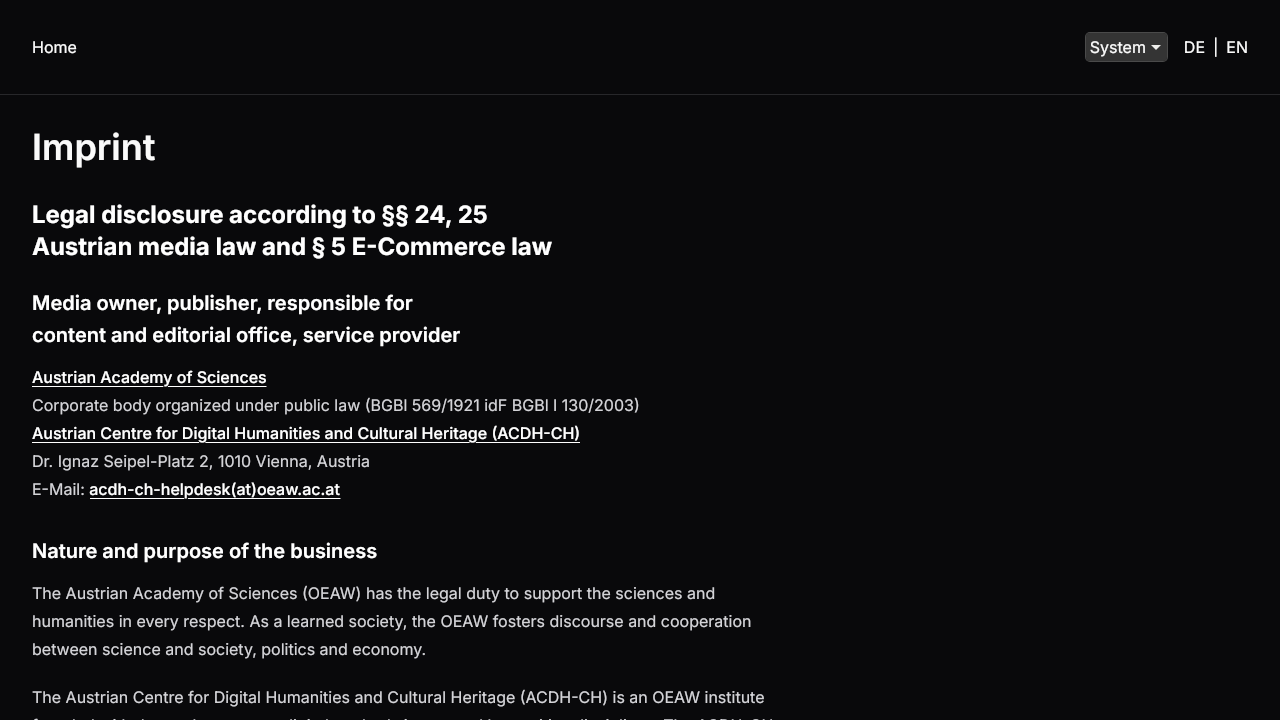 Home
System
DE | EN
Imprint
Legal disclosure according to §§ 24, 25
Austrian media law and § 5 E-Commerce law
Media owner, publisher, responsible for
content and editorial office, service provider
Austrian Academy of Sciences
Corporate body organized under public law (BGBl 569/1921 idF BGBl I 130/2003)
Austrian Centre for Digital Humanities and Cultural Heritage (ACDH-CH)
Dr. Ignaz Seipel-Platz 2, 1010 Vienna, Austria
E-Mail: acdh-ch-helpdesk(at)oeaw.ac.at
Nature and purpose of the business
The Austrian Academy of Sciences (OEAW) has the legal duty to support the sciences and
humanities in every respect. As a learned society, the OEAW fosters discourse and cooperation
between science and society, politics and economy.
The Austrian Centre for Digital Humanities and Cultural Heritage (ACDH-CH) is an OEAW institute